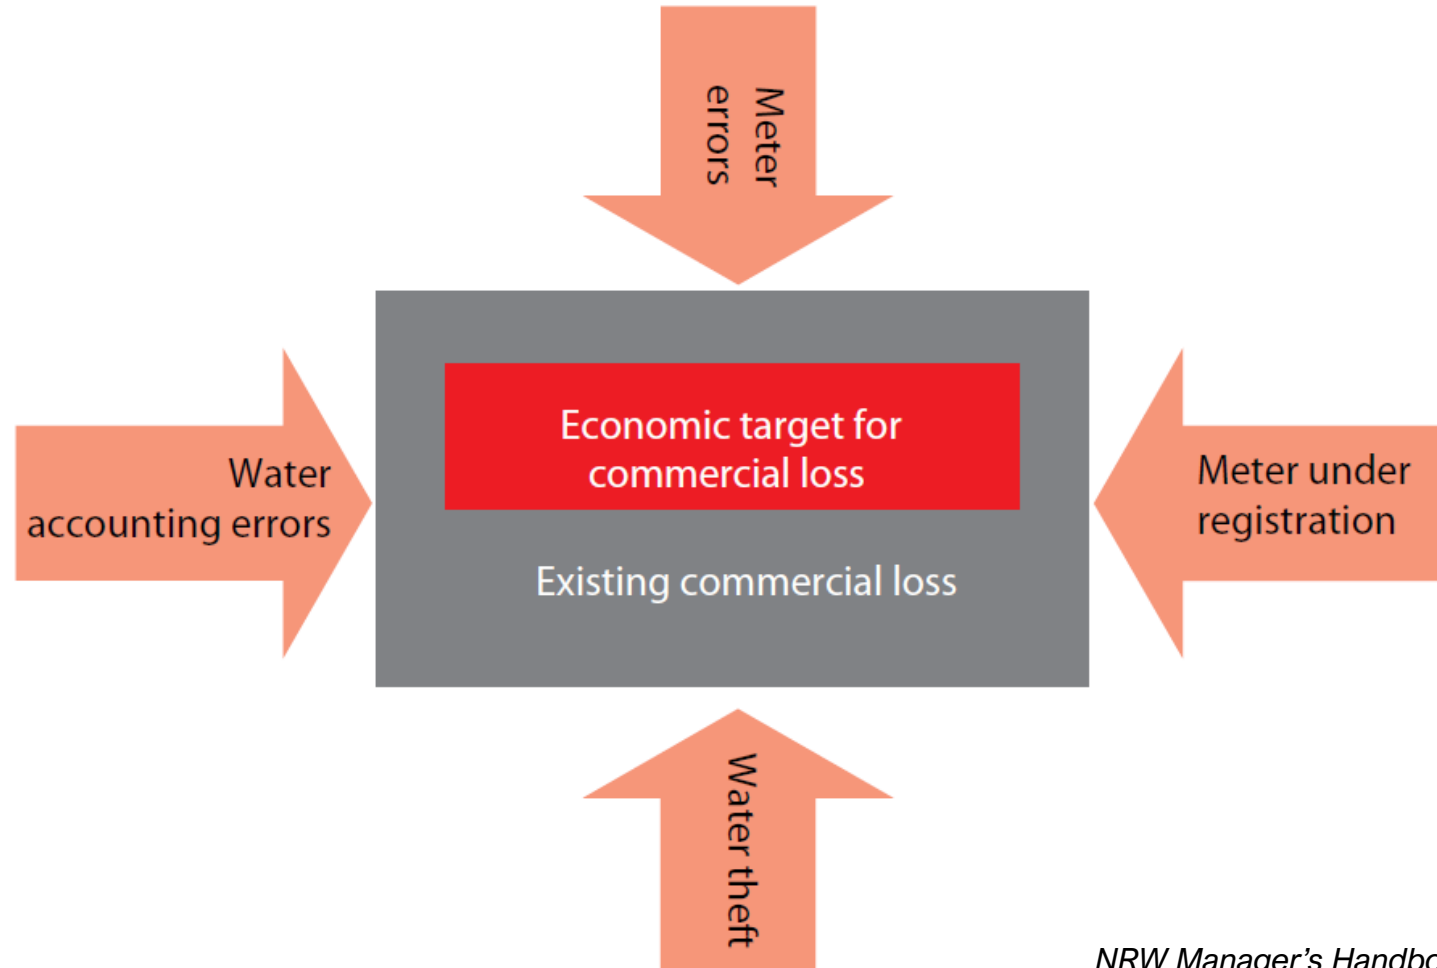 Meter
errors
Economic target for
commercial loss
Water
accounting errors
Meter under
registration
Existing commercial loss
Water theft
NRW Manager's